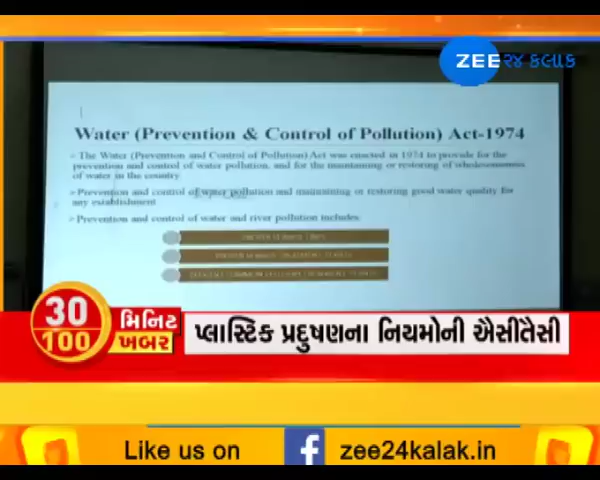 ZEE ૨૪ કલાક
Water (Prevention & Control of Pollution) Act-1974
The Water (Prevention and Control of Pollution) Act was enacted in 1974 to provide for the
prevention and control of water pollution, and for the maintaining or restoring of wholesomeness
of water in the country
Prevention and control of water pollution and maintaining or restoring good water quality for
any establishment
Prevention and control of water and river pollution includes:
30
100
મિનિટ
ખબર
પ્લાસ્ટિક પ્રદુષણના નિયમોની ઐસીતૈસી
Like us on f zee24kalak.in